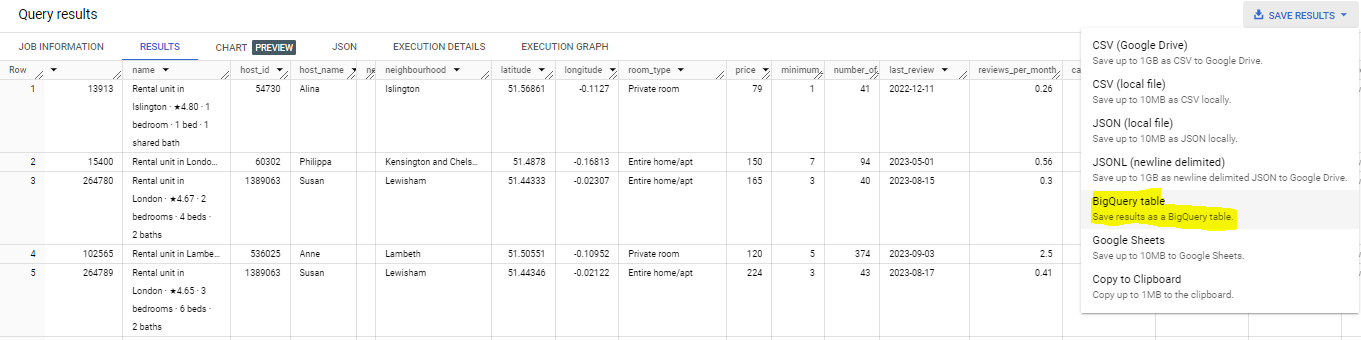 Query results
SAVE RESULTS
JOB INFORMATION RESULTS CHART PREVIEW JSON EXECUTION DETAILS EXECUTION GRAPH
Row name host_id host_name ne neighbourhood latitude longitude room_type price minimum_ number_of last_review reviews_per_month ca
1 13913 Rental unit in 54730 Alina Islington 51.56861 -0.1127 Private room 79 1 41 2022-12-11 0.26
Islington · ★4.80 · 1
bedroom · 1 bed · 1
shared bath
2 15400 Rental unit in Londo... 60302 Philippa Kensington and Chels... 51.4878 -0.16813 Entire home/apt 150 7 94 2023-05-01 0.56
3 264780 Rental unit in 1389063 Susan Lewisham 51.44333 -0.02307 Entire home/apt 165 3 40 2023-08-15 0.3
London · ★4.67 · 2
bedrooms · 4 beds ·
2 baths
4 102565 Rental unit in Lambe... 536025 Anne Lambeth 51.50551 -0.10952 Private room 120 5 374 2023-09-03 2.5
5 264789 Rental unit in 1389063 Susan Lewisham 51.44346 -0.02122 Entire home/apt 224 3 43 2023-08-17 0.41
London · ★4.65 · 3
bedrooms · 6 beds ·
2 baths
CSV (Google Drive)
Save up to 1GB as CSV to Google Drive.
CSV (local file)
Save up to 10MB as CSV locally.
JSON (local file)
Save up to 10MB as JSON locally.
JSONL (newline delimited)
Save up to 1GB as newline delimited JSON to Google Drive.
BigQuery table
Save results as a BigQuery table.
Google Sheets
Save up to 10MB to Google Sheets.
Copy to Clipboard
Copy up to 1MB to the clipboard.